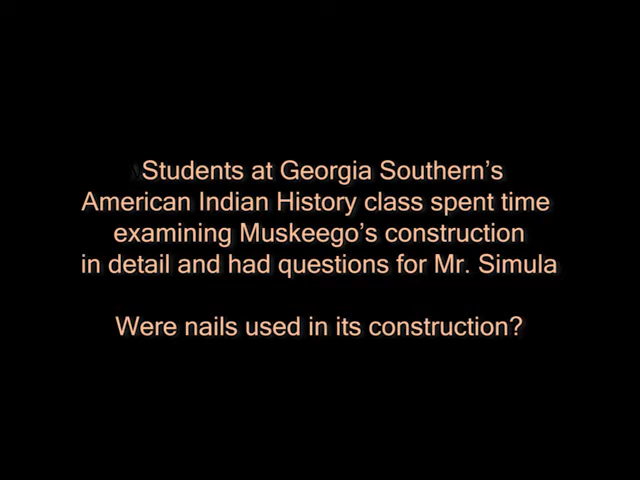 Students at Georgia Southern's
American Indian History class spent time
examining Muskeego's construction
in detail and had questions for Mr. Simula
Were nails used in its construction?